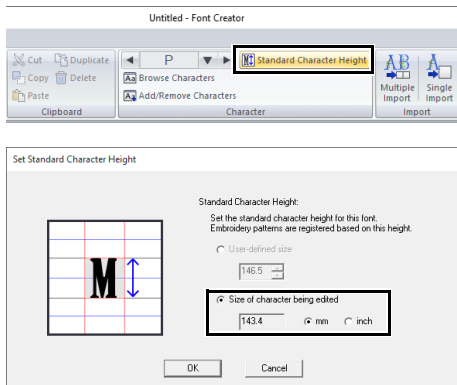 Untitled - Font Creator
Cut Duplicate
Copy Delete
Paste
Clipboard
P
Standard Character Height
Aa Browse Characters
Aa Add/Remove Characters
Character
AB A
Multiple Import
Single Import
Import
Set Standard Character Height
Standard Character Height:
Set the standard character height for this font.
Embroidery patterns are registered based on this height.
User-defined size
146.5
Size of character being edited
143.4 mm inch
M
OK Cancel